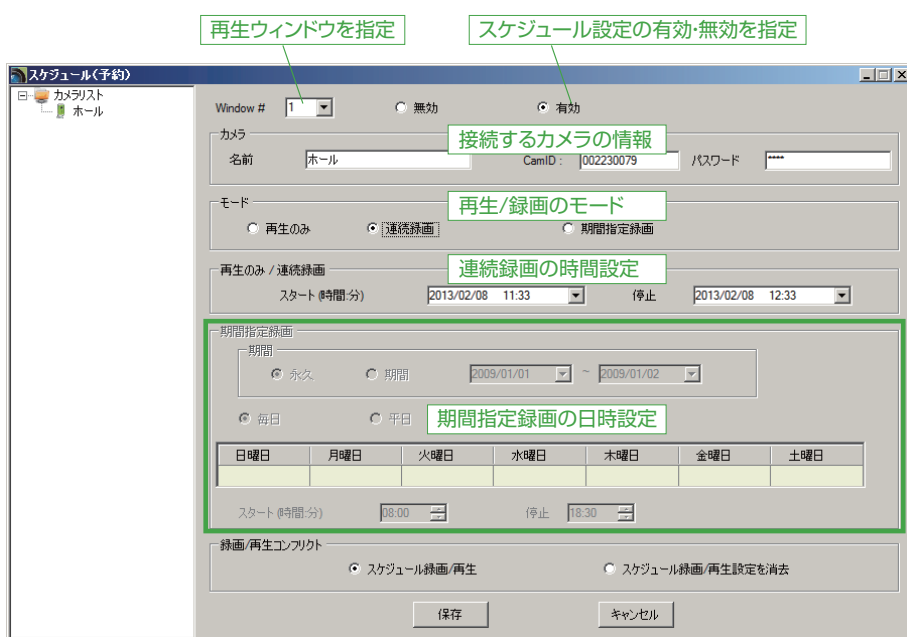 再生ウィンドウを指定
スケジュール設定の有効・無効を指定
スケジュール(予約)
カメラリスト
ホール
Window # 1 無効 有効
カメラ
接続するカメラの情報
名前 ホール CamID : 002230079 パスワード ****
モード
再生/録画のモード
再生のみ 連続録画 期間指定録画
再生のみ / 連続録画
連続録画の時間設定
スタート(時間:分) 2013/02/08 11:33 停止 2013/02/08 12:33
期間指定録画
期間
永久 期間 2009/01/01 ~ 2009/01/02
毎日 平日
期間指定録画の日時設定
日曜日 月曜日 火曜日 水曜日 木曜日 金曜日 土曜日
スタート(時間:分) 08:00 停止 18:30
録画/再生コンフリクト
スケジュール録画/再生 スケジュール録画/再生設定を消去
保存 キャンセル